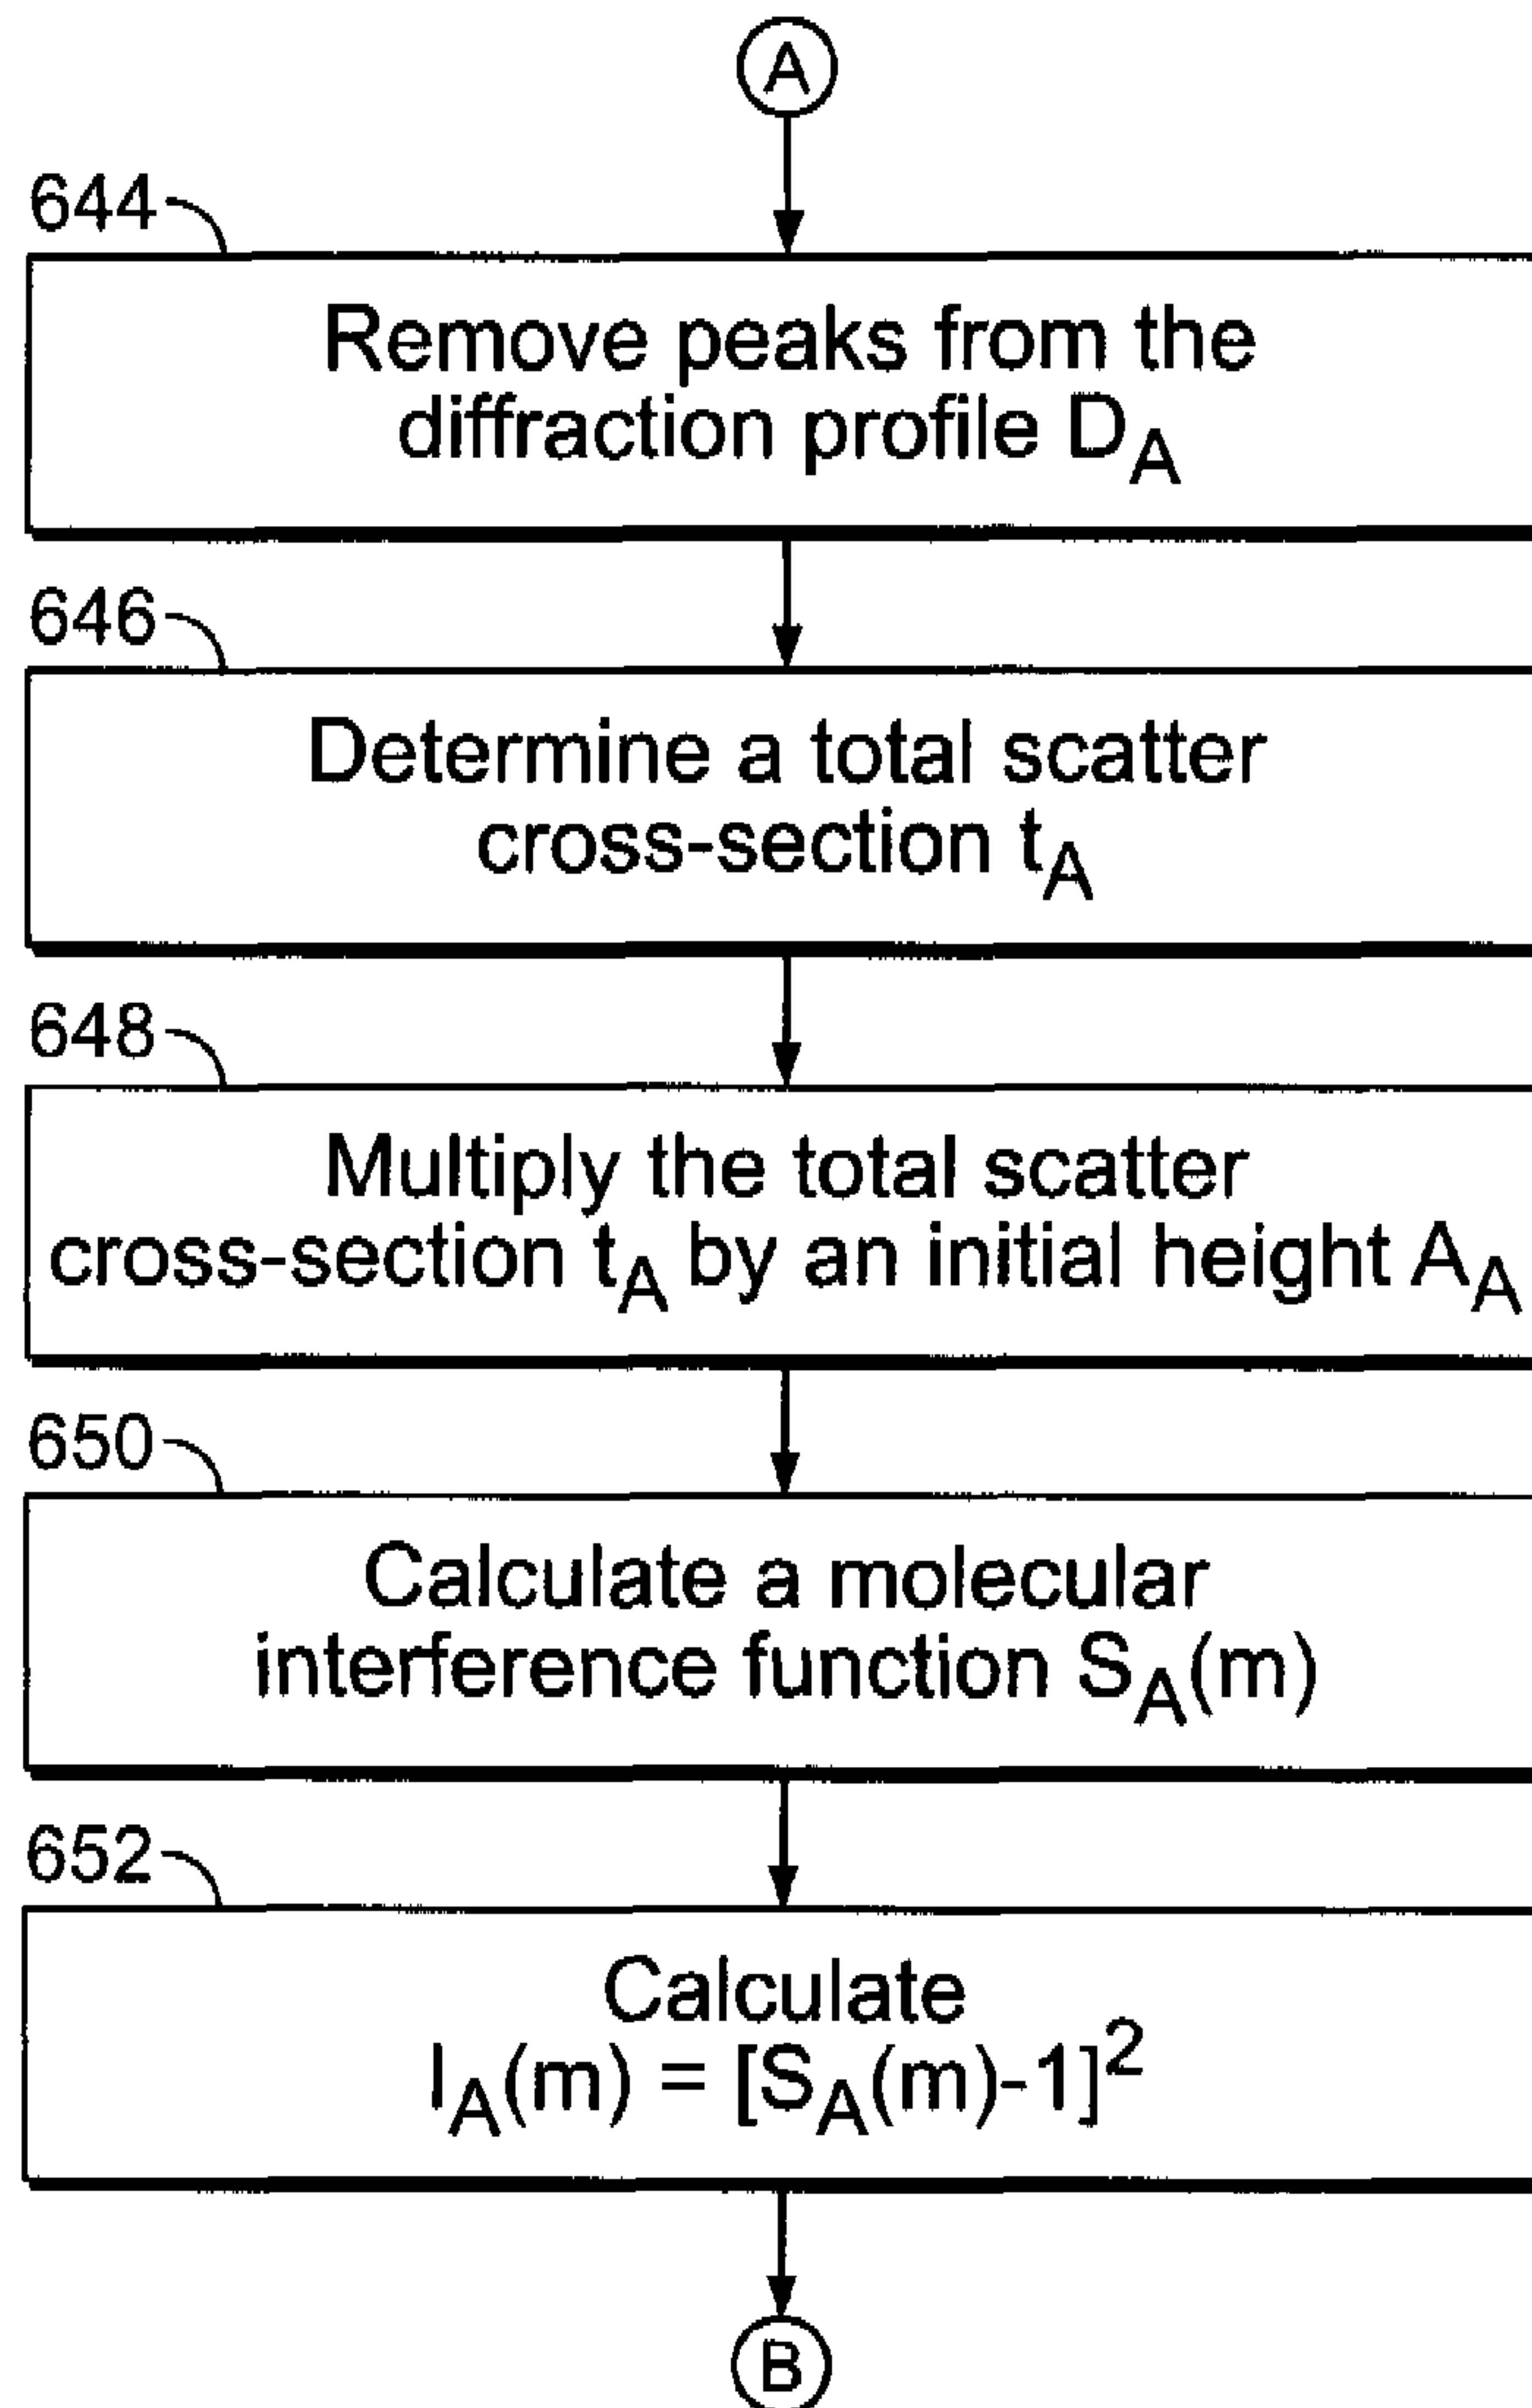 A
644
Remove peaks from the
diffraction profile D_A
646
Determine a total scatter
cross-section t_A
648
Multiply the total scatter
cross-section t_A by an initial height A_A
650
Calculate a molecular
interference function S_A(m)
652
Calculate
I_A(m) = [S_A(m)-1]^2
B